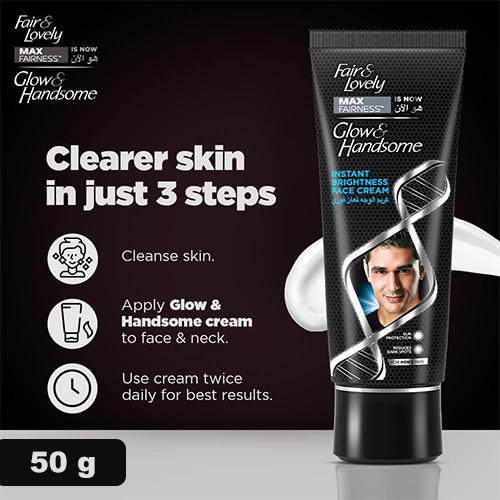 Fair &
Lovely
MAX
FAIRNESS™
IS NOW
هو الآن
Glow &
Handsome
Clearer skin
in just 3 steps
Cleanse skin.
Apply Glow &
Handsome cream
to face & neck.
Use cream twice
daily for best results.
50 g
Fair &
Lovely
MAX
FAIRNESS™
IS NOW
هو الآن
Glow &
Handsome
INSTANT
BRIGHTNESS
FACE CREAM
كريم الوجه لمعان فوري
SUN
PROTECTION
REDUCES
DARK SPOTS
FOR MEN'S SKIN